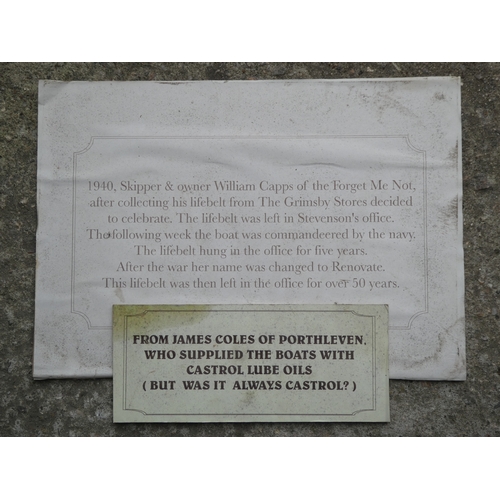 1940, Skipper & owner William Capps of the Forget Me Not,
after collecting his lifebelt from The Grimsby Stores decided
to celebrate. The lifebelt was left in Stevenson's office.
The following week the boat was commandeered by the navy.
The lifebelt hung in the office for five years.
After the war her name was changed to Renovate.
This lifebelt was then left in the office for over 50 years.
FROM JAMES COLES OF PORTHLEVEN,
WHO SUPPLIED THE BOATS WITH
CASTROL LUBE OILS
( BUT WAS IT ALWAYS CASTROL? )